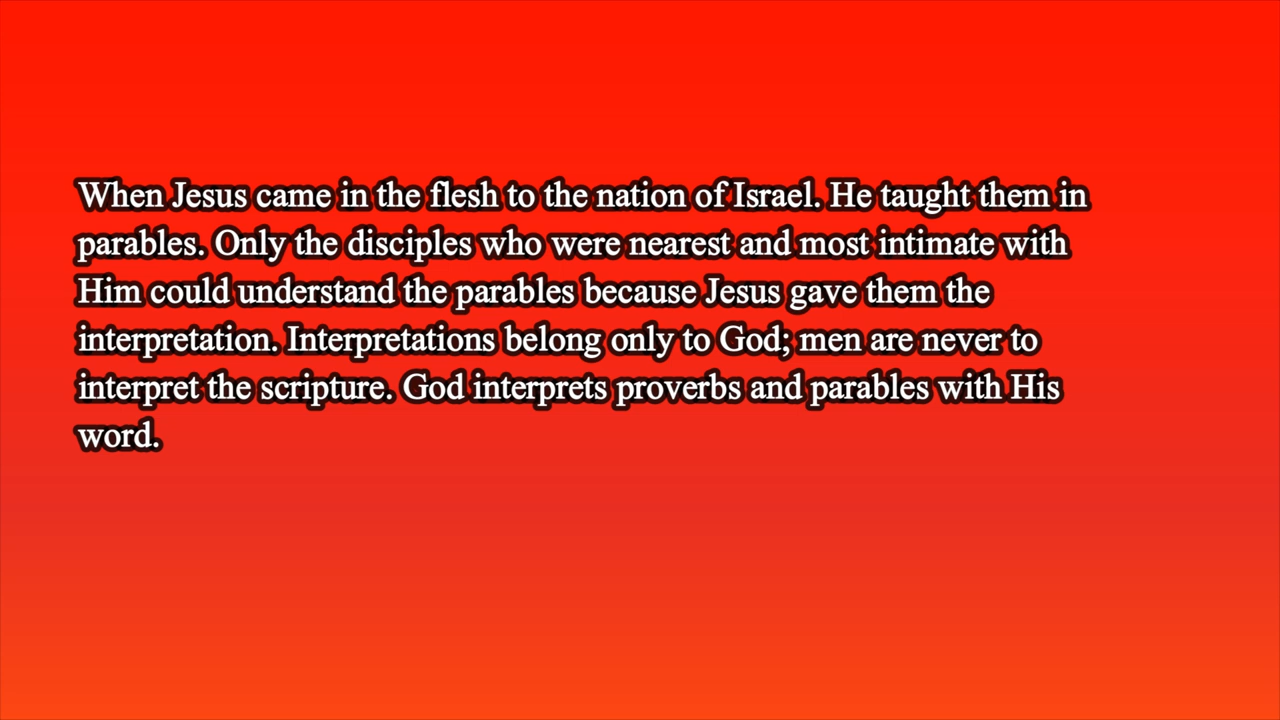 When Jesus came in the flesh to the nation of Israel. He taught them in
parables. Only the disciples who were nearest and most intimate with
Him could understand the parables because Jesus gave them the
interpretation. Interpretations belong only to God; men are never to
interpret the scripture. God interprets proverbs and parables with His
word.